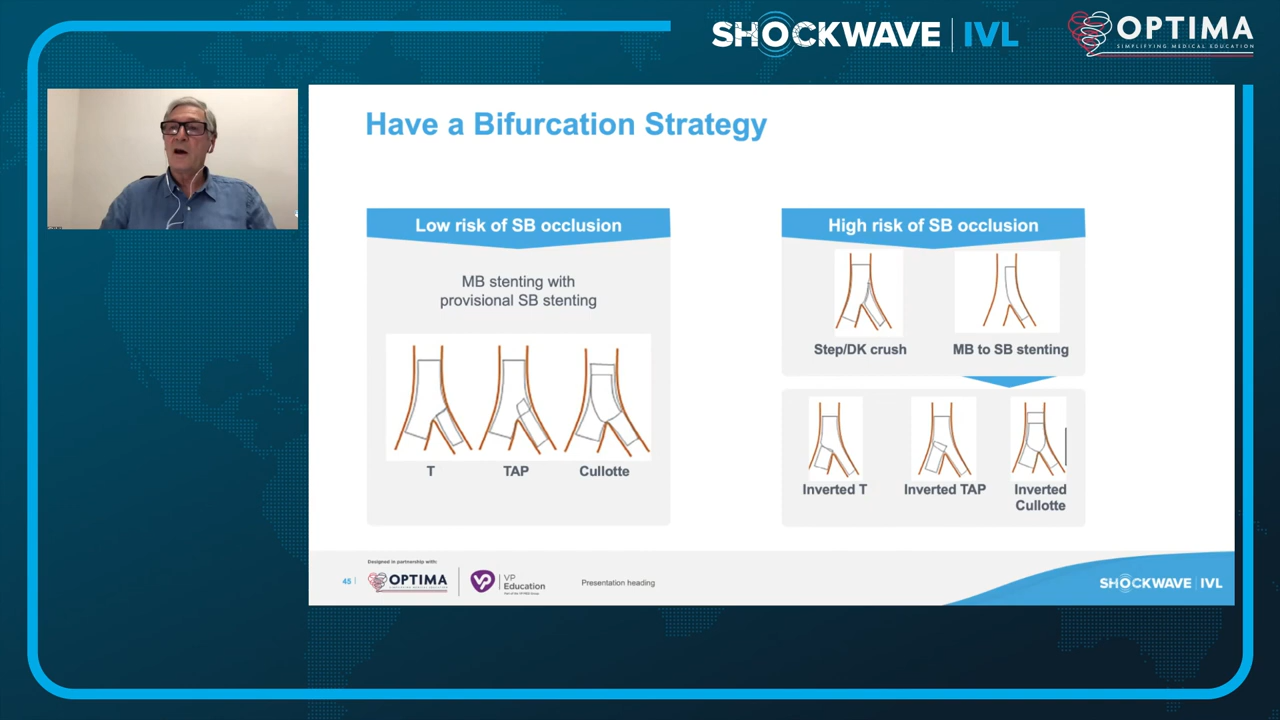 SHOCKWAVE | IVL
OPTIMA
SIMPLIFYING MEDICAL EDUCATION
Have a Bifurcation Strategy
Low risk of SB occlusion
MB stenting with
provisional SB stenting
T
TAP
Cullotte
High risk of SB occlusion
Step/DK crush
MB to SB stenting
Inverted T
Inverted TAP
Inverted
Cullotte
45
Designed in partnership with:
OPTIMA
VP
Education
Presentation heading
SHOCKWAVE | IVL